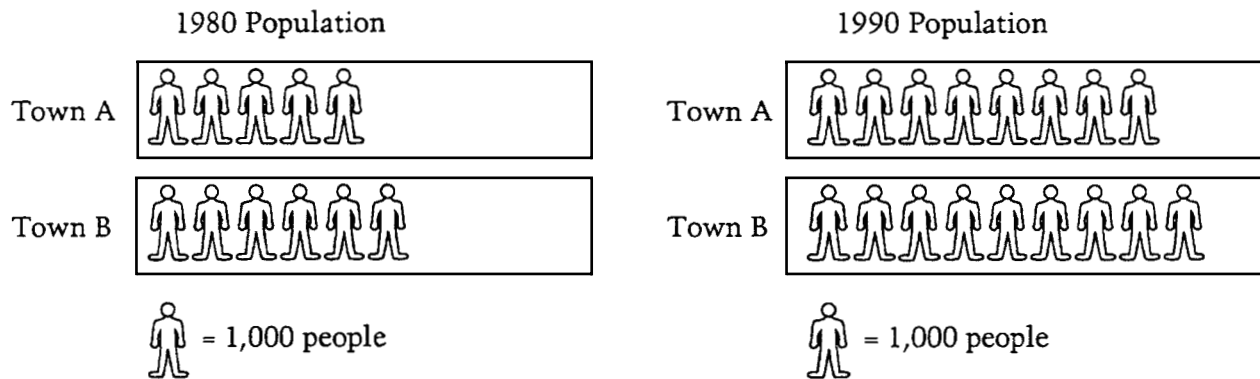 1980 Population
Town A
Town B
= 1,000 people
1990 Population
Town A
Town B
= 1,000 people